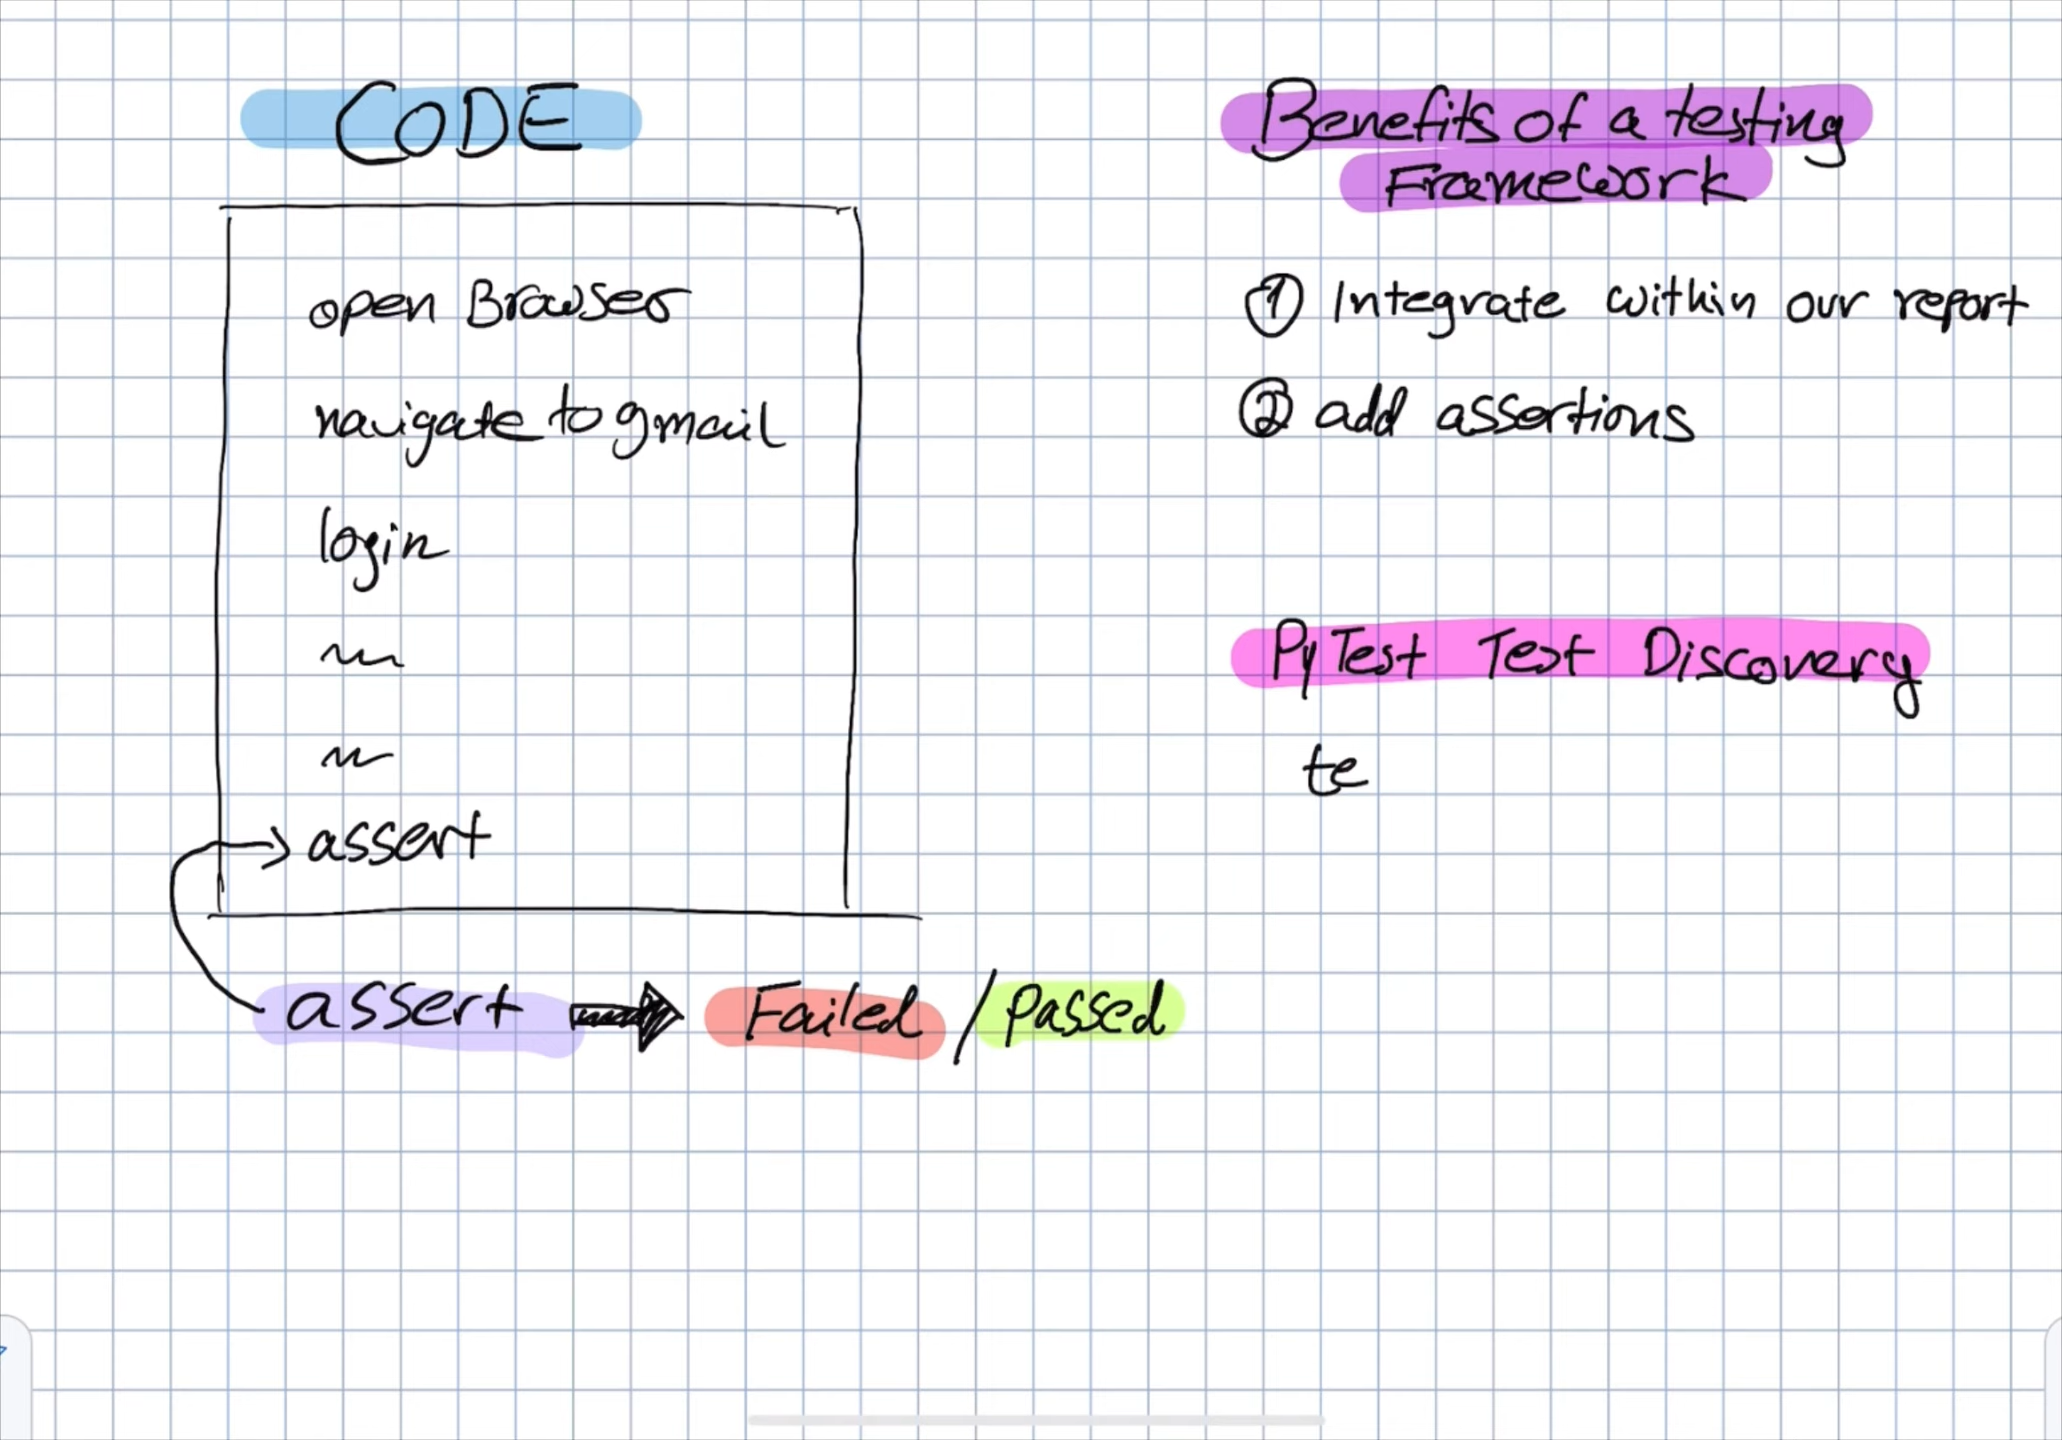 CODE
open Browser
navigate to gmail
login
assert
assert Failed / Passed
Benefits of a testing
Framework
① Integrate within our report
② add assertions
PyTest Test Discovery
te